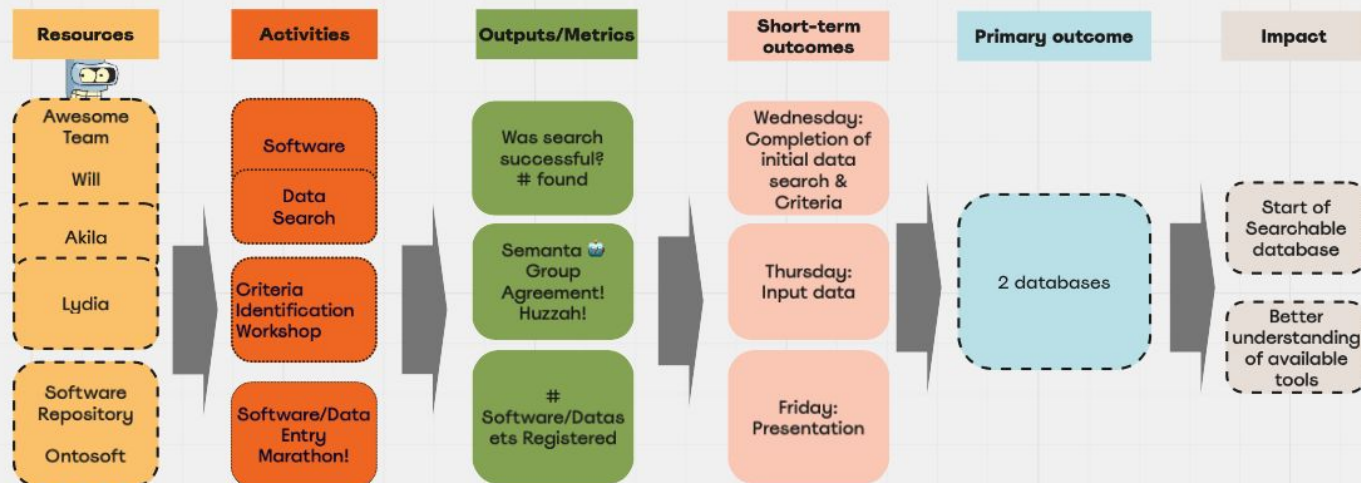 Resources
Activities
Outputs/Metrics
Short-term
outcomes
Primary outcome
Impact
Awesome
Team
Will
Akila
Lydia
Software
Repository
Ontosoft
Software
Data
Search
Criteria
Identification
Workshop
Software/Data
Entry
Marathon!
Was search
successful?
# found
Semanta
Group
Agreement!
Huzzah!
#
Software/Datas
ets Registered
Wednesday:
Completion of
initial data
search &
Criteria
Thursday:
Input data
Friday:
Presentation
2 databases
Start of
Searchable
database
Better
understanding
of available
tools